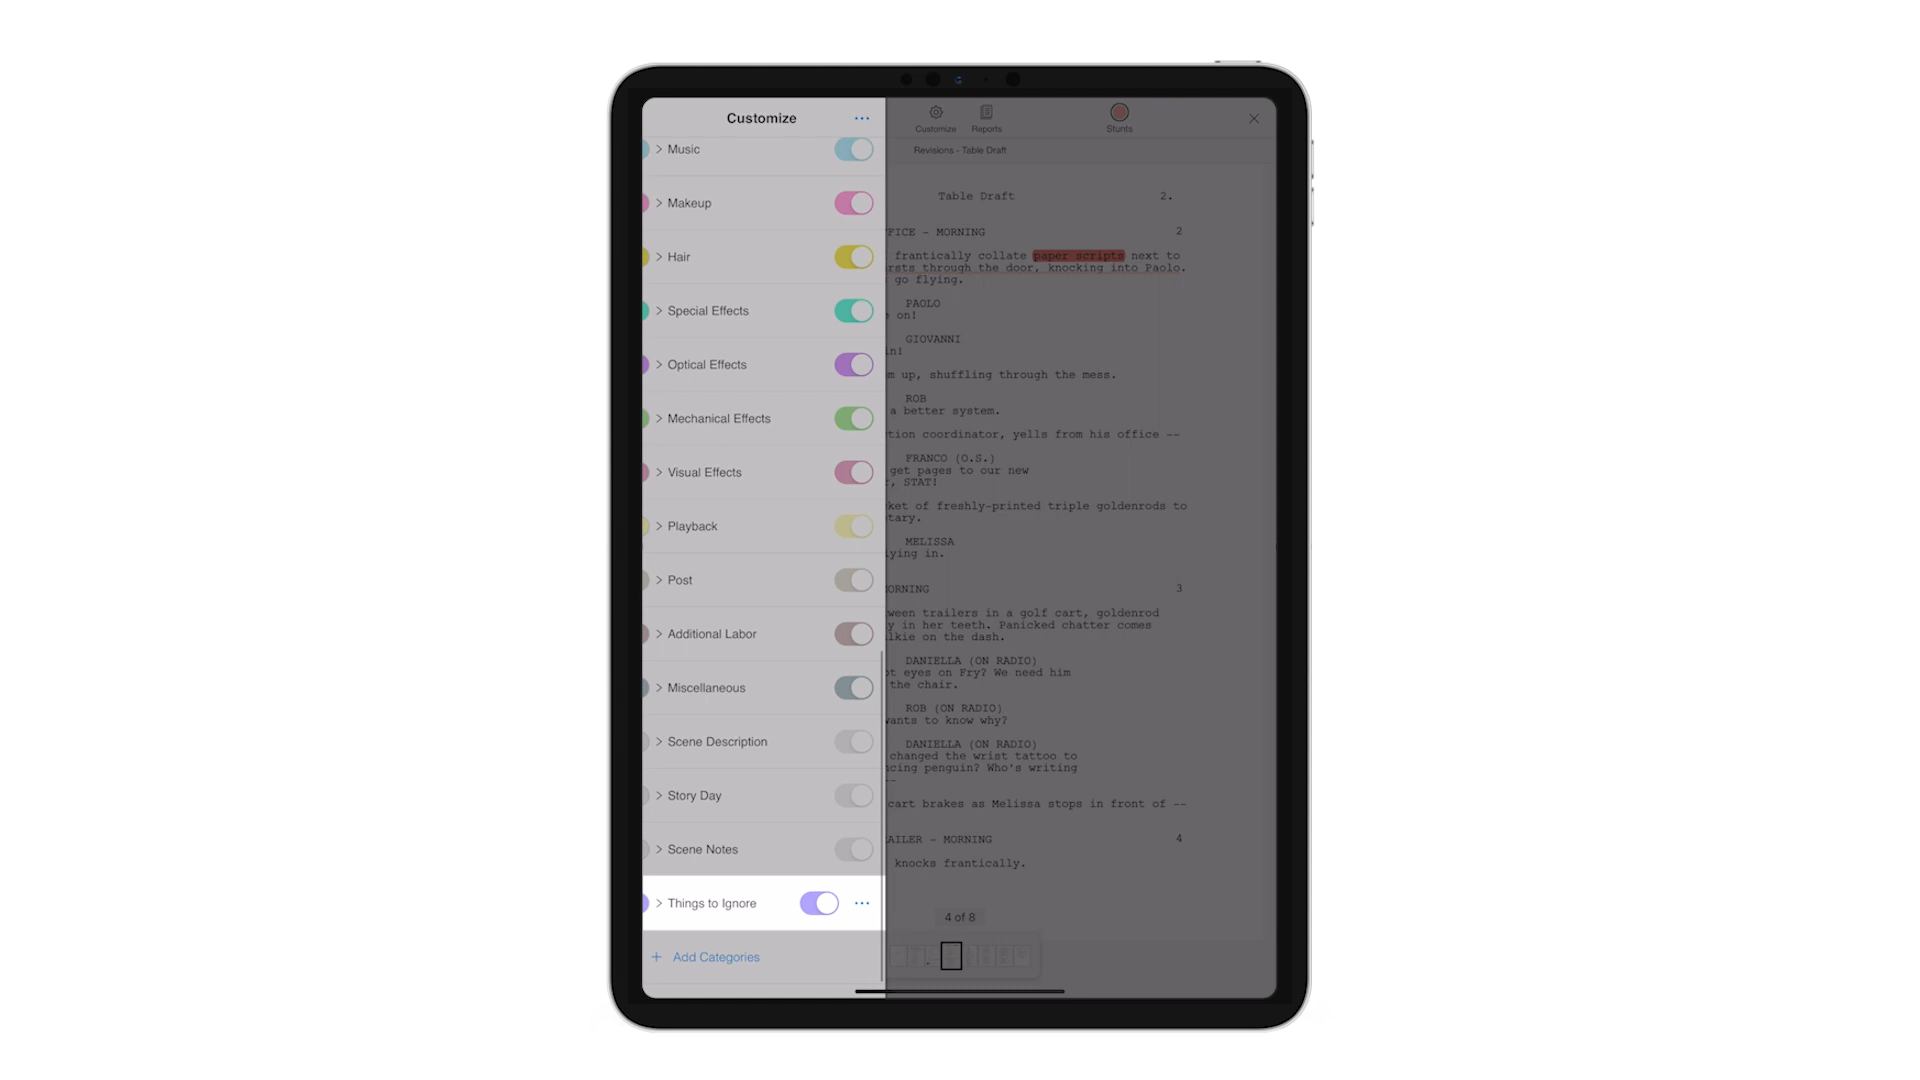 Customize
...
Music
Makeup
Hair
Special Effects
Optical Effects
Mechanical Effects
Visual Effects
Playback
Post
Additional Labor
Miscellaneous
Scene Description
Story Day
Scene Notes
Things to Ignore
...
+ Add Categories
Customize
Reports
Stunts
Revisions - Table Draft
Table Draft 2.
FICE - MORNING 2
frantically collate paper scripts next to
rsts through the door, knocking into Paolo.
go flying.
PAOLO
e on!
GIOVANNI
in!
m up, shuffling through the mess.
ROB
a better system.
tion coordinator, yells from his office --
FRANCO (O.S.)
get pages to our new
, STAT!
ket of freshly-printed triple goldenrods to
tary.
MELISSA
ying in.
ORNING 3
ween trailers in a golf cart, goldenrod
y in her teeth. Panicked chatter comes
lkie on the dash.
DANIELLA (ON RADIO)
ot eyes on Fry? We need him
the chair.
ROB (ON RADIO)
wants to know why?
DANIELLA (ON RADIO)
changed the wrist tattoo to
ncing penguin? Who's writing
--
cart brakes as Melissa stops in front of --
AILER - MORNING 4
knocks frantically.
4 of 8